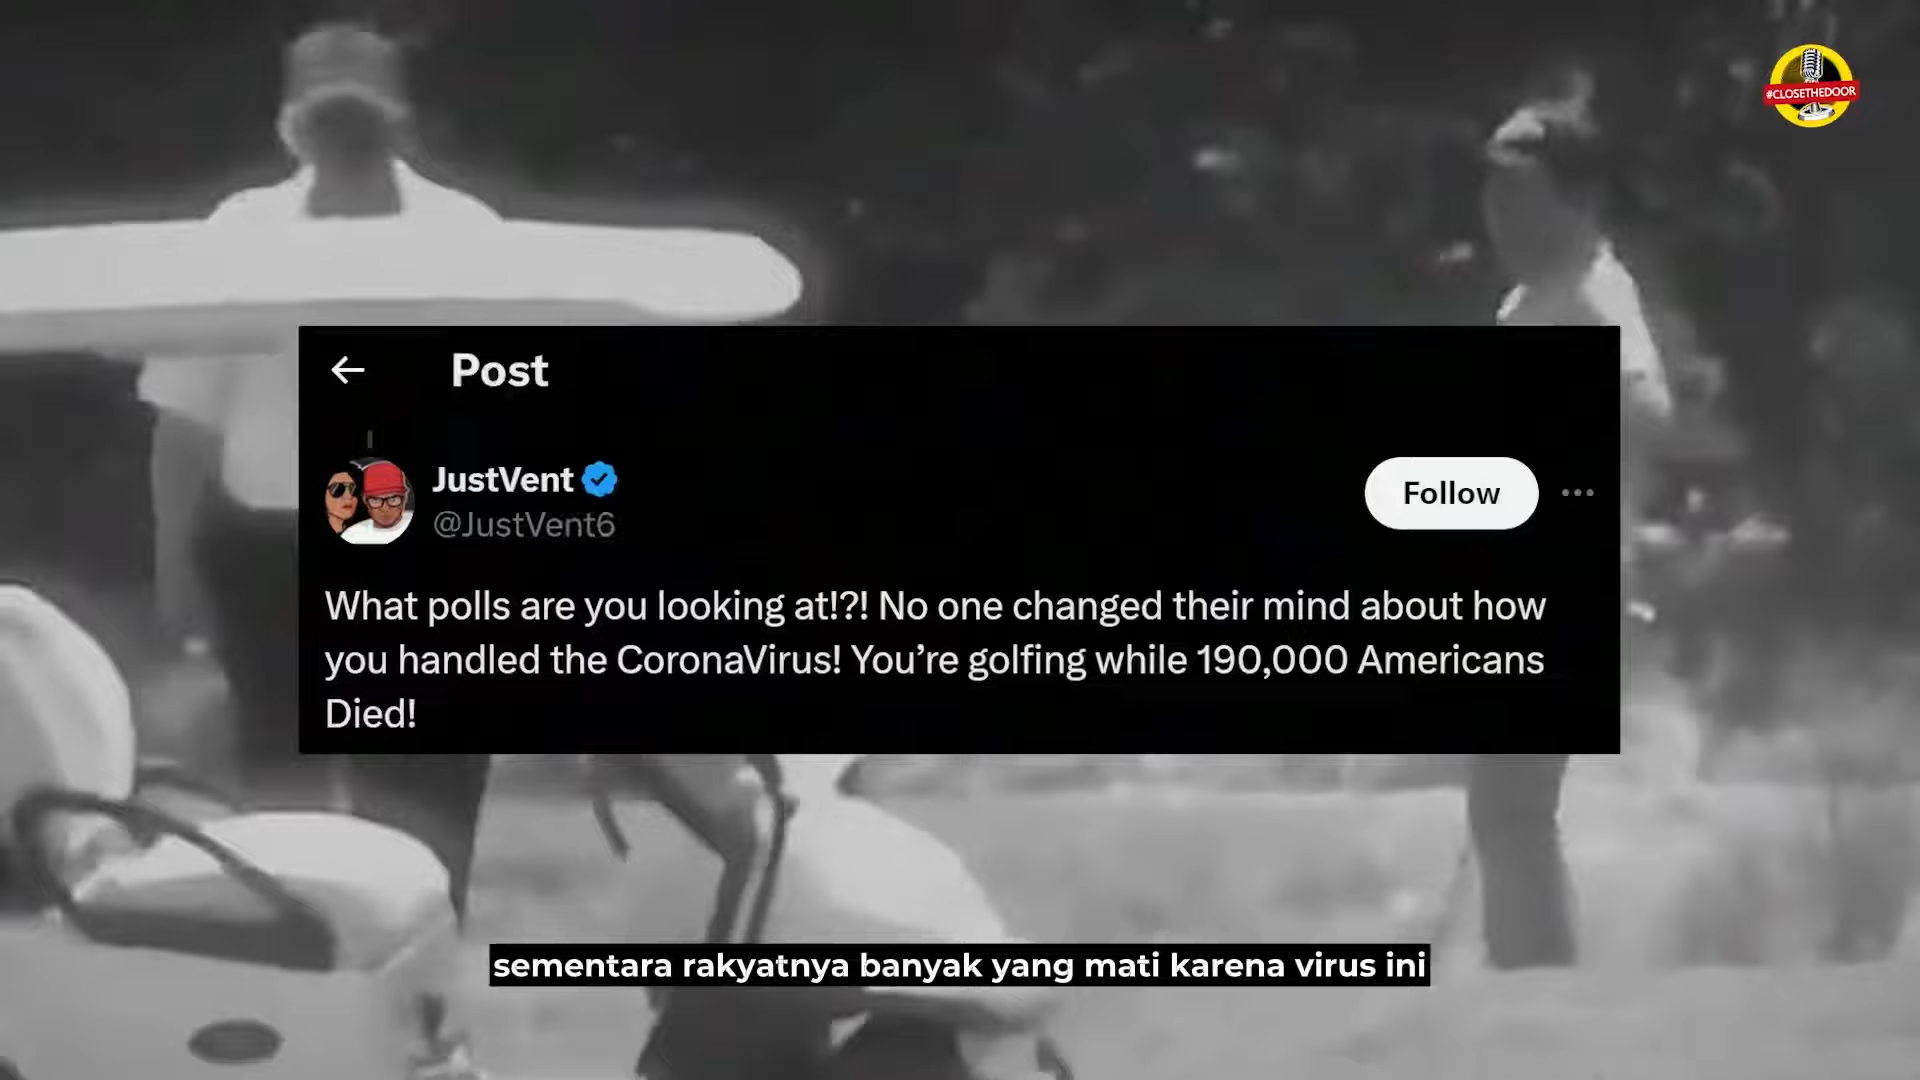 #CLOSETHEDOOR
Post
JustVent
@JustVent6
Follow
What polls are you looking at!?! No one changed their mind about how
you handled the CoronaVirus! You’re golfing while 190,000 Americans
Died!
sementara rakyatnya banyak yang mati karena virus ini